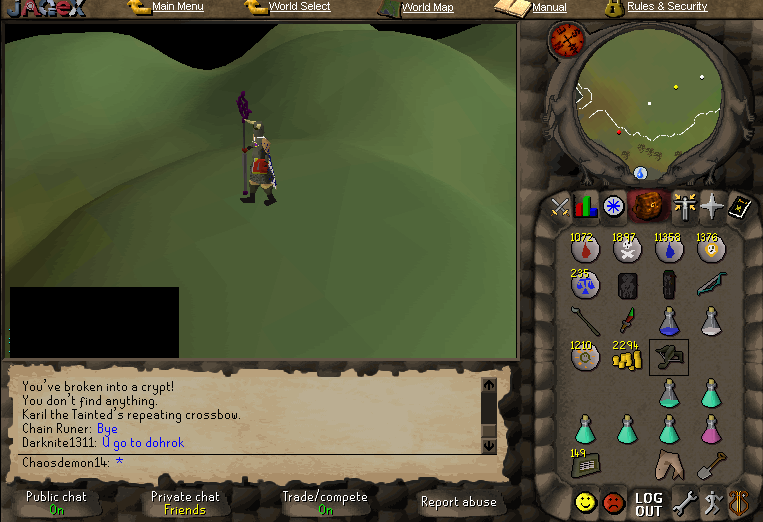 JAGEX Main Menu World Select World Map Manual Rules & Security
1072 1897 11358 1376
235
1210 2294
149
You've broken into a crypt!
You don't find anything.
Karil the Tainted's repeating crossbow.
Chain Runer: Bye
Darknite1311: U go to dohrok
Chaosdemon14: *
Public chat Private chat Trade/compete Report abuse
On Friends On
LOG
OUT